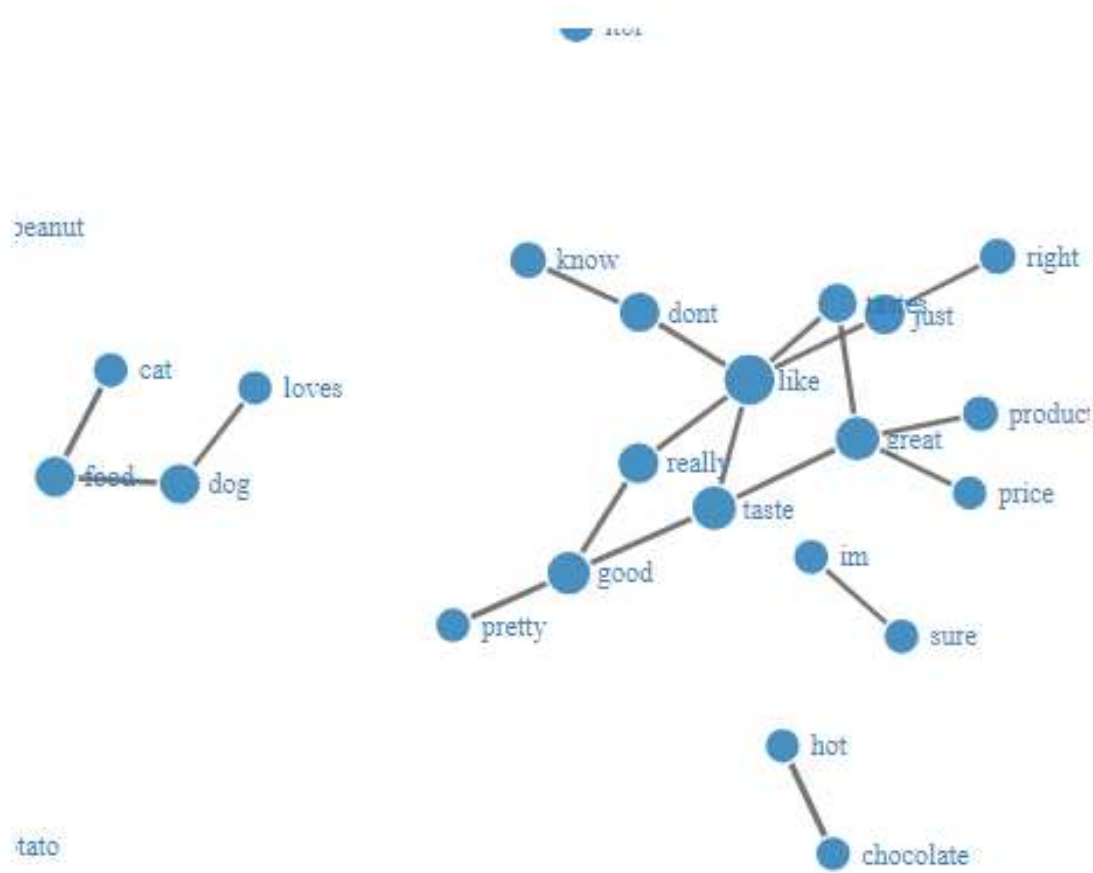 peanut
know
right
dont
tastes
just
cat
like
loves
product
great
really
food
dog
price
taste
im
good
pretty
sure
hot
chocolate